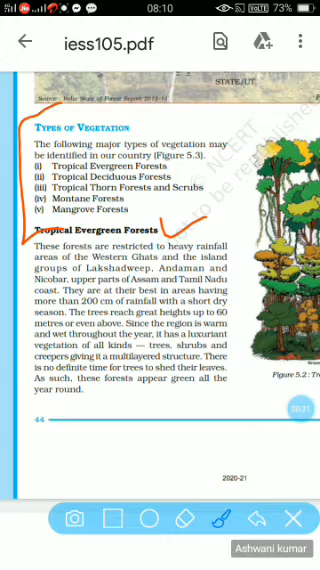 08:10
VOLTE 73%
iess105.pdf
STATE/UT
Source: India State of Forest Report 2013-14
TYPES OF VEGETATION
The following major types of vegetation may
be identified in our country (Figure 5.3).
(i) Tropical Evergreen Forests
(ii) Tropical Deciduous Forests
(iii) Tropical Thorn Forests and Scrubs
(iv) Montane Forests
(v) Mangrove Forests
Tropical Evergreen Forests
These forests are restricted to heavy rainfall
areas of the Western Ghats and the island
groups of Lakshadweep, Andaman and
Nicobar, upper parts of Assam and Tamil Nadu
coast. They are at their best in areas having
more than 200 cm of rainfall with a short dry
season. The trees reach great heights up to 60
metres or even above. Since the region is warm
and wet throughout the year, it has a luxuriant
vegetation of all kinds — trees, shrubs and
creepers giving it a multilayered structure. There
is no definite time for trees to shed their leaves.
As such, these forests appear green all the
year round.
© NCERT
to be republished
Figure 5.2 : Tr
00:21
44
2020-21
Ashwani kumar